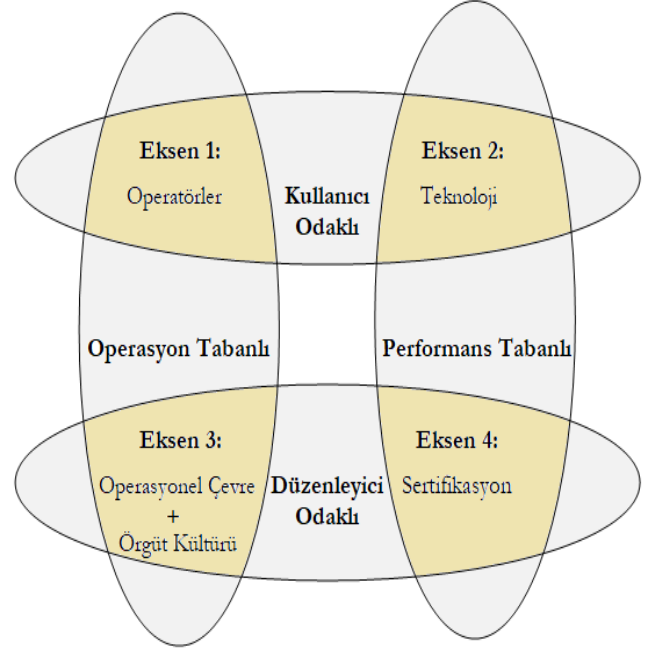 Eksen 1:
Operatörler
Kullanıcı
Odaklı
Eksen 2:
Teknoloji
Operasyon Tabanlı
Performans Tabanlı
Eksen 3:
Operasyonel Çevre
+
Örgüt Kültürü
Düzenleyici
Odaklı
Eksen 4:
Sertifikasyon